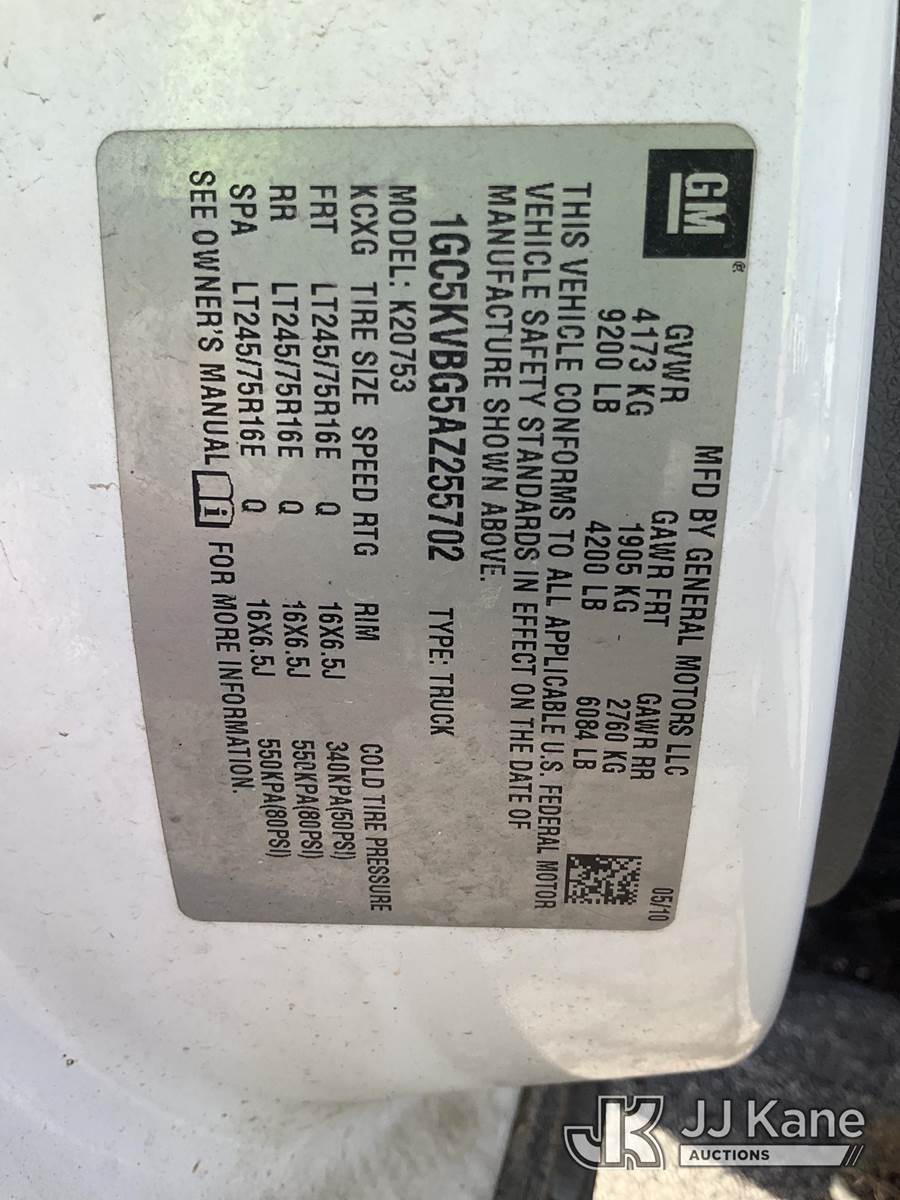 GM
®
MFD BY GENERAL MOTORS LLC 05/10
GVWR GAWR FRT GAWR RR
4173 KG 1905 KG 2760 KG
9200 LB 4200 LB 6084 LB
THIS VEHICLE CONFORMS TO ALL APPLICABLE U.S. FEDERAL MOTOR
VEHICLE SAFETY STANDARDS IN EFFECT ON THE DATE OF
MANUFACTURE SHOWN ABOVE.
1GC5KVBG5AZ255702 TYPE: TRUCK
MODEL: K20753
KCXG TIRE SIZE SPEED RTG RIM COLD TIRE PRESSURE
FRT LT245/75R16E Q 16X6.5J 340KPA(50PSI)
RR LT245/75R16E Q 16X6.5J 550KPA(80PSI)
SPA LT245/75R16E Q 16X6.5J 550KPA(80PSI)
SEE OWNER'S MANUAL i FOR MORE INFORMATION.
JK JJ Kane
AUCTIONS